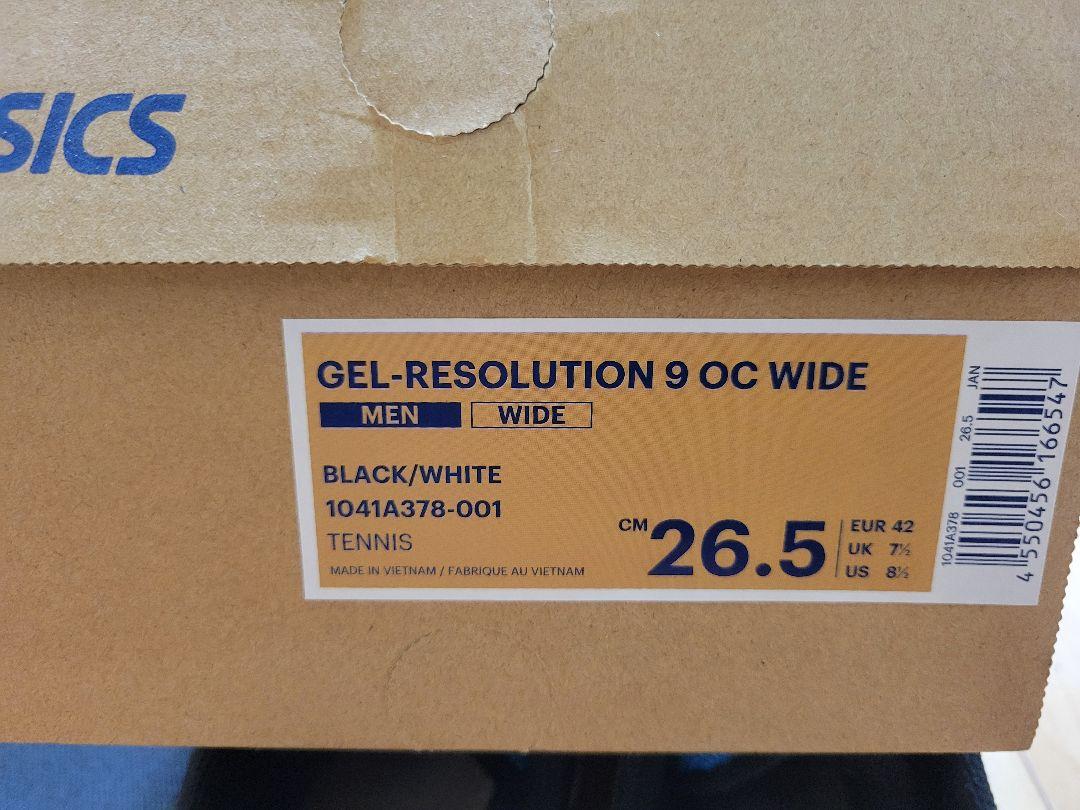 SICS
GEL-RESOLUTION 9 OC WIDE
MEN WIDE
BLACK/WHITE
1041A378-001
TENNIS
MADE IN VIETNAM / FABRIQUE AU VIETNAM
CM 26.5
EUR 42
UK 7½
US 8½
1041A378 001 26.5 JAN
4 550456 166547